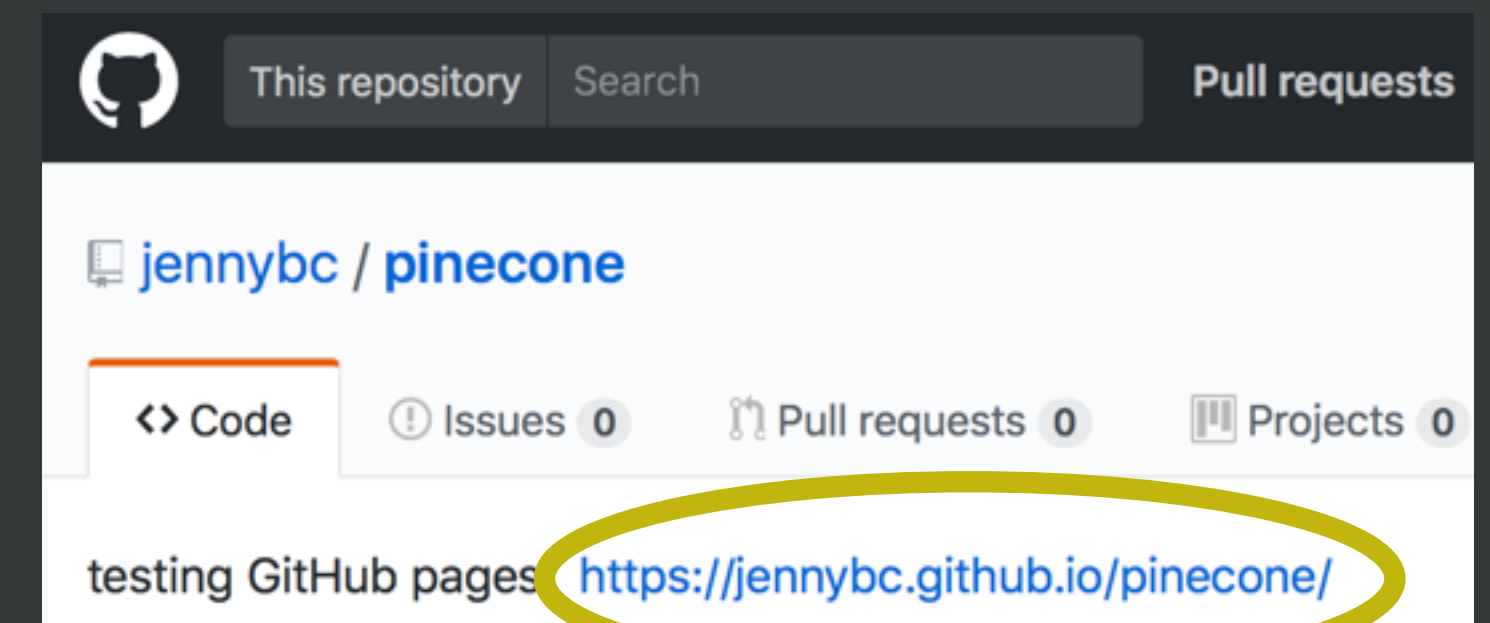 This repository Search Pull requests
jennybc / pinecone
<> Code Issues 0 Pull requests 0 Projects 0
testing GitHub pages https://jennybc.github.io/pinecone/